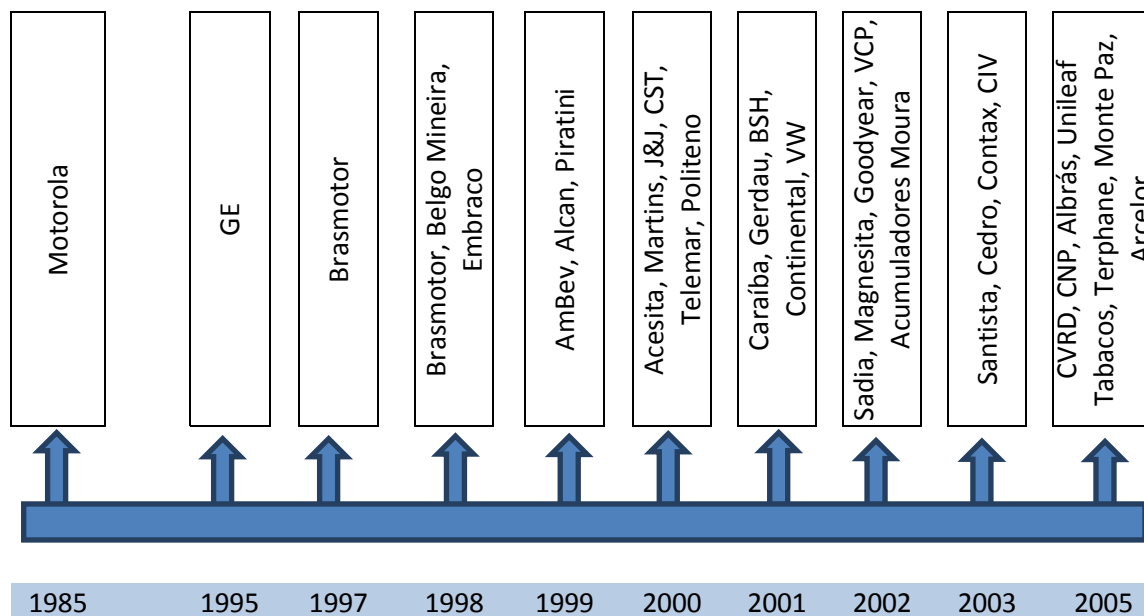 Motorola
GE
Brasmotor
Brasmotor, Belgo Mineira,
Embraco
AmBev, Alcan, Piratini
Acesita, Martins, J&J, CST,
Telemar, Politeno
Caraíba, Gerdau, BSH,
Continental, VW
Sadia, Magnesita, Goodyear, VCP,
Acumuladores Moura
Santista, Cedro, Contax, CIV
CVRD, CNP, Albrás, Unileaf
Tabacos, Terphane, Monte Paz,
Arcelor
1985 1995 1997 1998 1999 2000 2001 2002 2003 2005